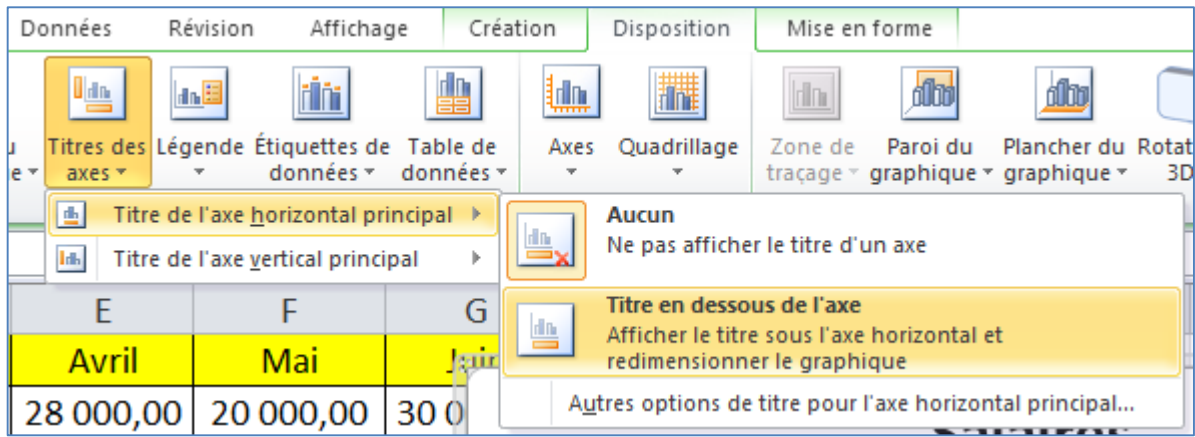 Données Révision Affichage Création Disposition Mise en forme
Titres des axes
Légende
Étiquettes de données
Table de données
Axes
Quadrillage
Zone de traçage
Paroi du graphique
Plancher du graphique
3D
Titre de l'axe horizontal principal
Titre de l'axe vertical principal
Aucun
Ne pas afficher le titre d'un axe
Titre en dessous de l'axe
Afficher le titre sous l'axe horizontal et
redimensionner le graphique
Autres options de titre pour l'axe horizontal principal...
E F G
Avril Mai
28 000,00 20 000,00 30 0